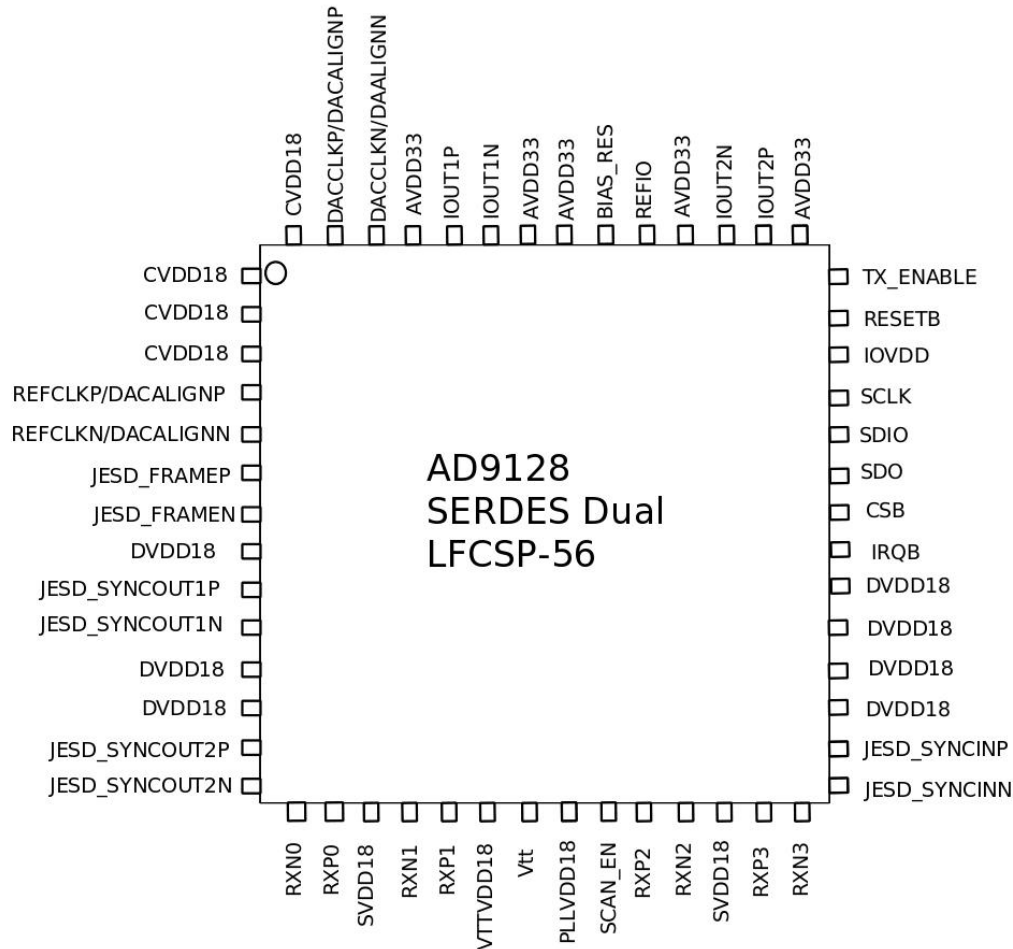 CVDD18
DACCLKP/DACALIGNP
DACCLKN/DAALIGNN
AVDD33
IOUT1P
IOUT1N
AVDD33
AVDD33
BIAS_RES
REFIO
AVDD33
IOUT2N
IOUT2P
AVDD33
CVDD18
CVDD18
CVDD18
REFCLKP/DACALIGNP
REFCLKN/DACALIGNN
JESD_FRAMEP
JESD_FRAMEN
DVDD18
JESD_SYNCOUT1P
JESD_SYNCOUT1N
DVDD18
DVDD18
JESD_SYNCOUT2P
JESD_SYNCOUT2N
AD9128
SERDES Dual
LFCSP-56
TX_ENABLE
RESETB
IOVDD
SCLK
SDIO
SDO
CSB
IRQB
DVDD18
DVDD18
DVDD18
DVDD18
JESD_SYNCINP
JESD_SYNCINN
RXN0
RXP0
SVDD18
RXN1
RXP1
VTTVDD18
Vtt
PLLVDD18
SCAN_EN
RXP2
RXN2
SVDD18
RXP3
RXN3